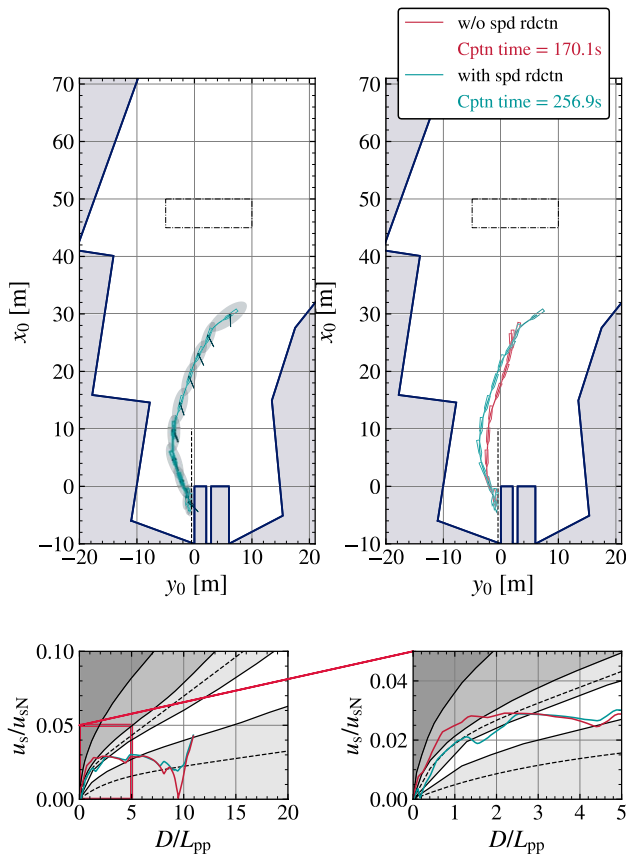 w/o spd rdctn
Cptn time = 170.1s
with spd rdctn
Cptn time = 256.9s
70
60
50
40
30
20
10
0
−10
x₀ [m]
−20 −10 0 10 20
y₀ [m]
70
60
50
40
30
20
10
0
−10
x₀ [m]
−20 −10 0 10 20
y₀ [m]
0.10
0.05
0.00
uₛ/uₛN
0 5 10 15 20
D/Lₚₚ
0.04
0.02
0.00
uₛ/uₛN
0 1 2 3 4 5
D/Lₚₚ